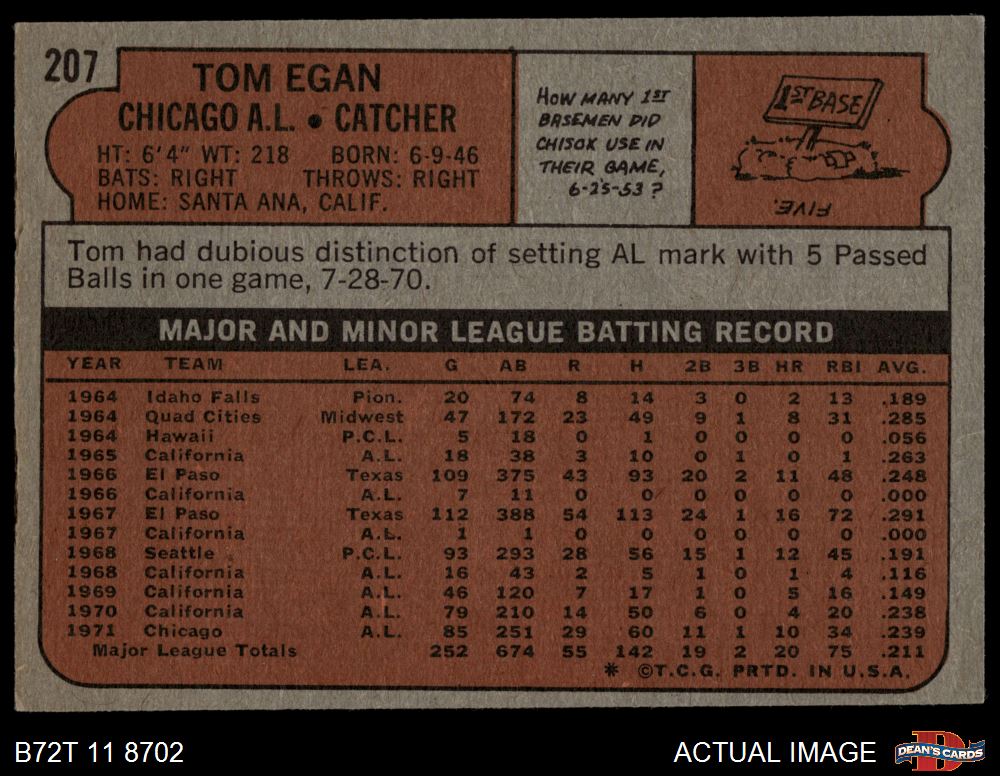 207
TOM EGAN
CHICAGO A.L. • CATCHER
HT: 6'4" WT: 218 BORN: 6-9-46
BATS: RIGHT THROWS: RIGHT
HOME: SANTA ANA, CALIF.
HOW MANY 1ST
BASEMEN DID
CHISOX USE IN
THEIR GAME,
6-25-53?
1ST BASE
FIVE.
Tom had dubious distinction of setting AL mark with 5 Passed
Balls in one game, 7-28-70.
MAJOR AND MINOR LEAGUE BATTING RECORD
YEAR TEAM LEA. G AB R H 2B 3B HR RBI AVG.
1964 Idaho Falls Pion. 20 74 8 14 3 0 2 13 .189
1964 Quad Cities Midwest 47 172 23 49 9 1 8 31 .285
1964 Hawaii P.C.L. 5 18 0 1 0 0 0 0 .056
1965 California A.L. 18 38 3 10 0 1 0 1 .263
1966 El Paso Texas 109 375 43 93 20 2 11 48 .248
1966 California A.L. 7 11 0 0 0 0 0 0 .000
1967 El Paso Texas 112 388 54 113 24 1 16 72 .291
1967 California A.L. 1 1 0 0 0 0 0 0 .000
1968 Seattle P.C.L. 93 293 28 56 15 1 12 45 .191
1968 California A.L. 16 43 2 5 1 0 1 4 .116
1969 California A.L. 46 120 7 17 1 0 5 16 .149
1970 California A.L. 79 210 14 50 6 0 4 20 .238
1971 Chicago A.L. 85 251 29 60 11 1 10 34 .239
Major League Totals 252 674 55 142 19 2 20 75 .211
* ©T.C.G. PRTD. IN U.S.A.
B72T 11 8702
ACTUAL IMAGE
D
DEAN'S CARDS